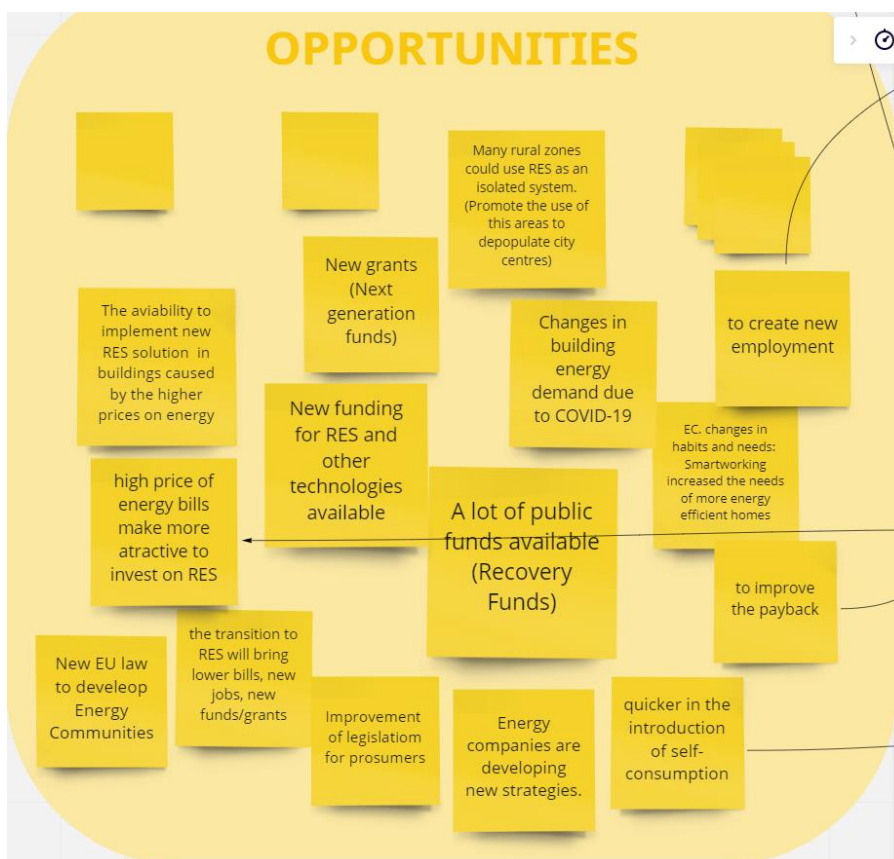 OPPORTUNITIES
Many rural zones
could use RES as an
isolated system.
(Promote the use of
this areas to
depopulate city
centres)
New grants
(Next
generation
funds)
The aviability to
implement new
RES solution in
buildings caused
by the higher
prices on energy
Changes in
building
energy
demand due
to COVID-19
to create new
employment
New funding
for RES and
other
technologies
available
EC. changes in
habits and needs:
Smartworking
increased the needs
of more energy
efficient homes
high price of
energy bills
make more
atractive to
invest on RES
A lot of public
funds available
(Recovery
Funds)
to improve
the payback
the transition to
RES will bring
lower bills, new
jobs, new
funds/grants
New EU law
to develeop
Energy
Communities
Improvement
of legislatiom
for prosumers
Energy
companies are
developing
new strategies.
quicker in the
introduction
of self-
consumption